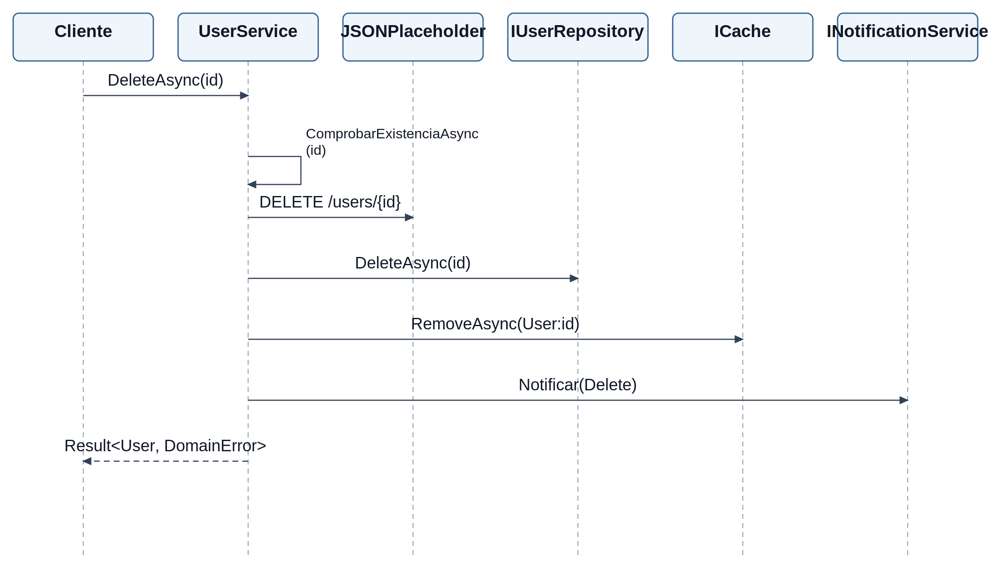 Cliente
UserService
JSONPlaceholder
IUserRepository
ICache
INotificationService
DeleteAsync(id)
ComprobarExistenciaAsync
(id)
DELETE /users/{id}
DeleteAsync(id)
RemoveAsync(User:id)
Notificar(Delete)
Result<User, DomainError>